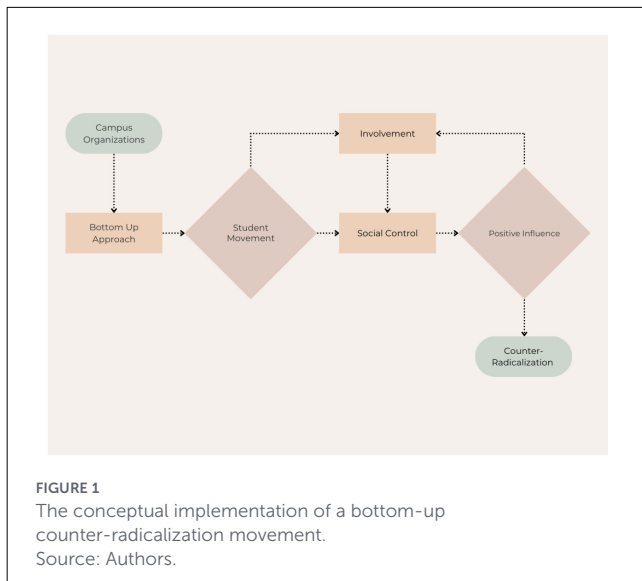 Campus
Organizations
Involvement
Bottom Up
Approach
Student
Movement
Social Control
Positive Influence
Counter-
Radicalization
FIGURE 1
The conceptual implementation of a bottom-up
counter-radicalization movement.
Source: Authors.